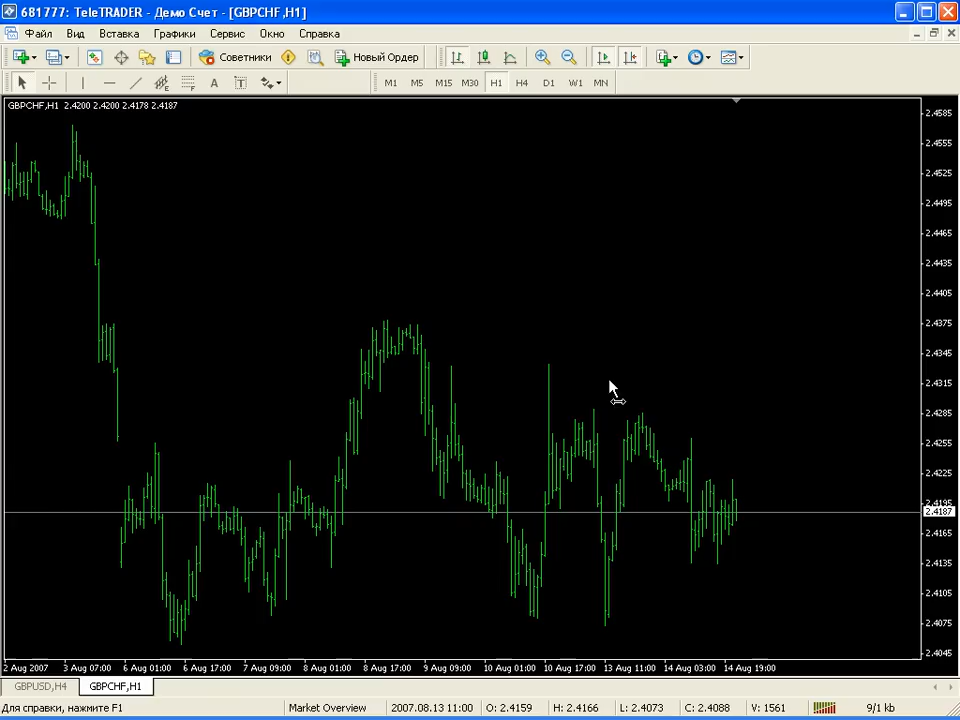 681777: TeleTRADER - Демо Счет - [GBPCHF,H1]
Файл Вид Вставка Графики Сервис Окно Справка
Советники Новый Ордер
A T M1 M5 M15 M30 H1 H4 D1 W1 MN
GBPCHF,H1 2.4200 2.4200 2.4178 2.4187
2.4585
2.4555
2.4525
2.4495
2.4465
2.4435
2.4405
2.4375
2.4345
2.4315
2.4285
2.4255
2.4225
2.4195
2.4187
2.4165
2.4135
2.4105
2.4075
2.4045
2 Aug 2007 3 Aug 07:00 6 Aug 01:00 6 Aug 17:00 7 Aug 09:00 8 Aug 01:00 8 Aug 17:00 9 Aug 09:00 10 Aug 01:00 10 Aug 17:00 13 Aug 11:00 14 Aug 03:00 14 Aug 19:00
GBPUSD,H4 GBPCHF,H1
Для справки, нажмите F1 Market Overview 2007.08.13 11:00 O: 2.4159 H: 2.4166 L: 2.4073 C: 2.4088 V: 1561 9/1 kb